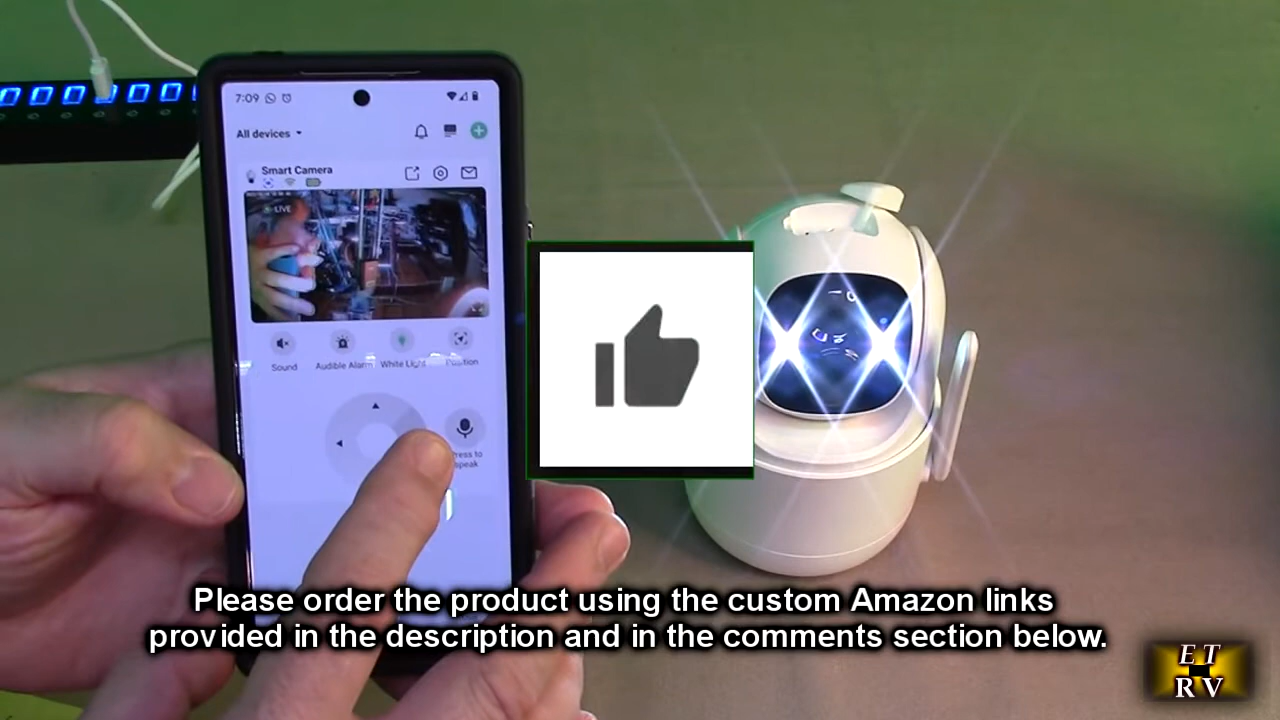 7:09
All devices
Smart Camera
LIVE
Sound
Audible Alarm
White Light
Position
Press to
speak
Please order the product using the custom Amazon links
provided in the description and in the comments section below.
ET
RV